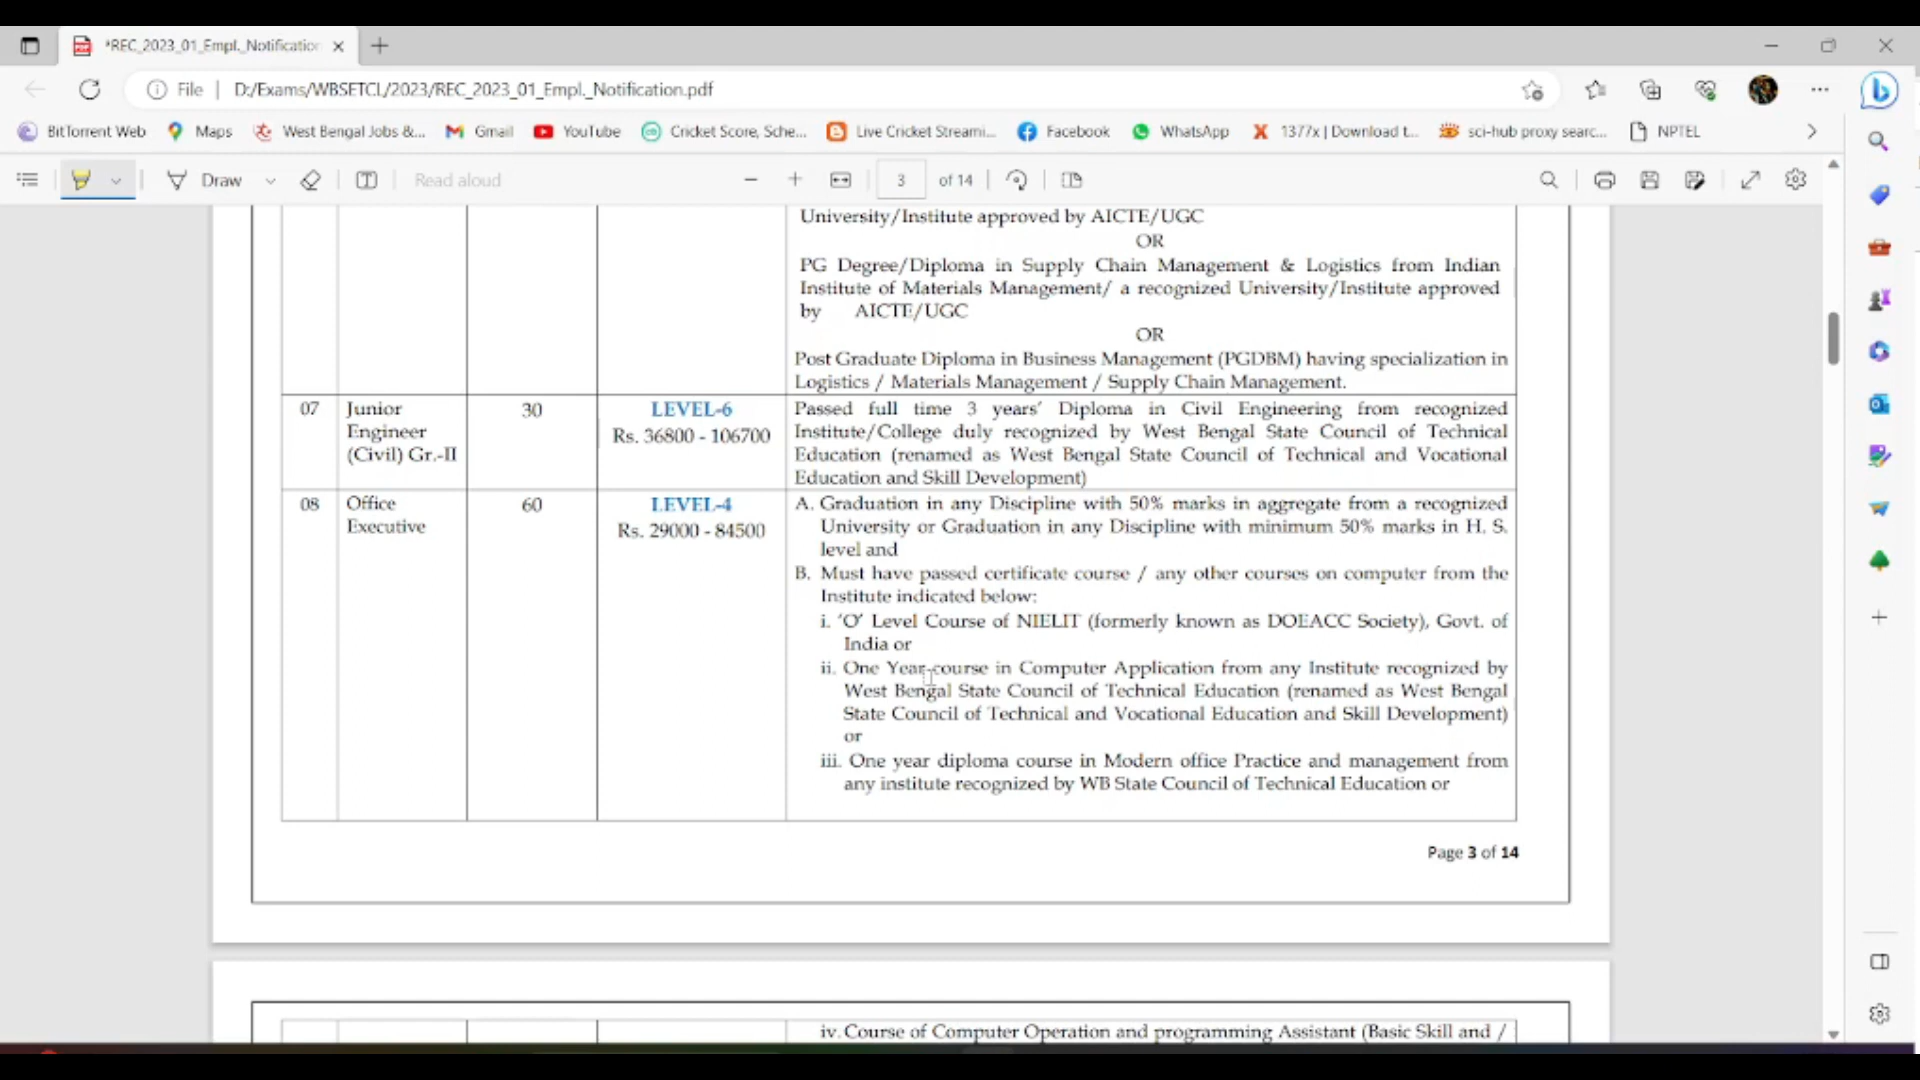 *REC_2023_01_Empl._Notificatio
File | D:/Exams/WBSETCL/2023/REC_2023_01_Empl._Notification.pdf
BitTorrent Web Maps West Bengal Jobs &... Gmail YouTube Cricket Score, Sche... Live Cricket Streami... Facebook WhatsApp 1377x | Download t... sci-hub proxy searc... NPTEL
Draw Read aloud 3 of 14
University/Institute approved by AICTE/UGC
OR
PG Degree/Diploma in Supply Chain Management & Logistics from Indian
Institute of Materials Management/ a recognized University/Institute approved
by AICTE/UGC
OR
Post Graduate Diploma in Business Management (PGDBM) having specialization in
Logistics / Materials Management / Supply Chain Management.
07 Junior Engineer (Civil) Gr.-II 30 LEVEL-6 Rs. 36800 - 106700
Passed full time 3 years' Diploma in Civil Engineering from recognized
Institute/College duly recognized by West Bengal State Council of Technical
Education (renamed as West Bengal State Council of Technical and Vocational
Education and Skill Development)
08 Office Executive 60 LEVEL-4 Rs. 29000 - 84500
A. Graduation in any Discipline with 50% marks in aggregate from a recognized
University or Graduation in any Discipline with minimum 50% marks in H. S.
level and
B. Must have passed certificate course / any other courses on computer from the
Institute indicated below:
i. 'O' Level Course of NIELIT (formerly known as DOEACC Society), Govt. of
India or
ii. One Year course in Computer Application from any Institute recognized by
West Bengal State Council of Technical Education (renamed as West Bengal
State Council of Technical and Vocational Education and Skill Development)
or
iii. One year diploma course in Modern office Practice and management from
any institute recognized by WB State Council of Technical Education or
Page 3 of 14
iv. Course of Computer Operation and programming Assistant (Basic Skill and /